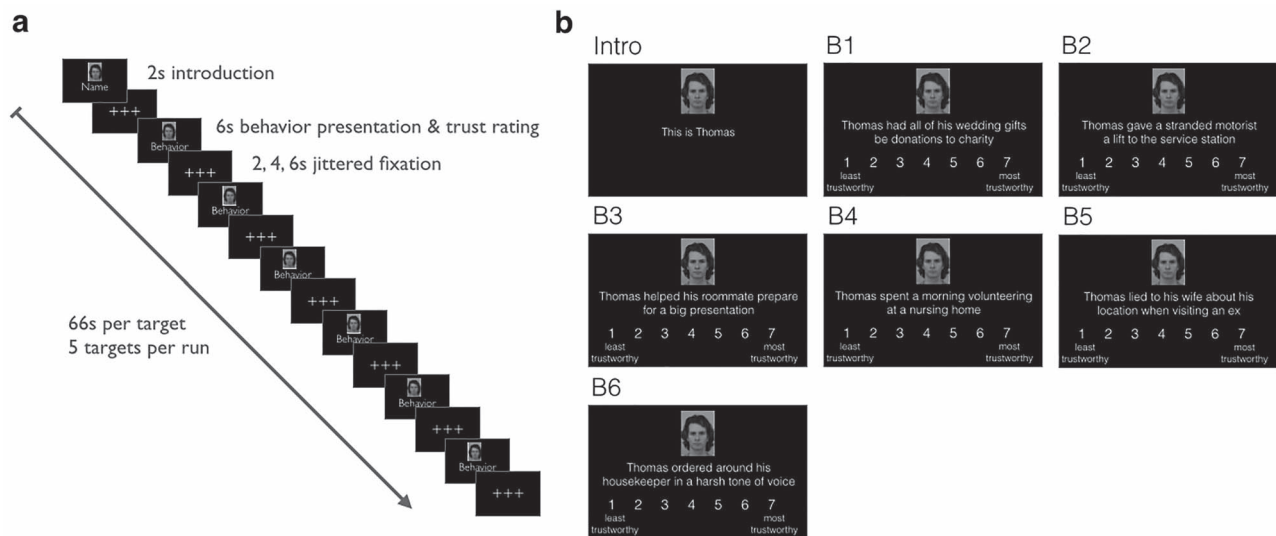 a
Name
2s introduction
+++
Behavior
6s behavior presentation & trust rating
+++
2, 4, 6s jittered fixation
Behavior
+++
Behavior
+++
Behavior
+++
Behavior
+++
Behavior
+++
66s per target
5 targets per run
b
Intro
This is Thomas
B1
Thomas had all of his wedding gifts
be donations to charity
1 2 3 4 5 6 7
least most
trustworthy trustworthy
B2
Thomas gave a stranded motorist
a lift to the service station
1 2 3 4 5 6 7
least most
trustworthy trustworthy
B3
Thomas helped his roommate prepare
for a big presentation
1 2 3 4 5 6 7
least most
trustworthy trustworthy
B4
Thomas spent a morning volunteering
at a nursing home
1 2 3 4 5 6 7
least most
trustworthy trustworthy
B5
Thomas lied to his wife about his
location when visiting an ex
1 2 3 4 5 6 7
least most
trustworthy trustworthy
B6
Thomas ordered around his
housekeeper in a harsh tone of voice
1 2 3 4 5 6 7
least most
trustworthy trustworthy